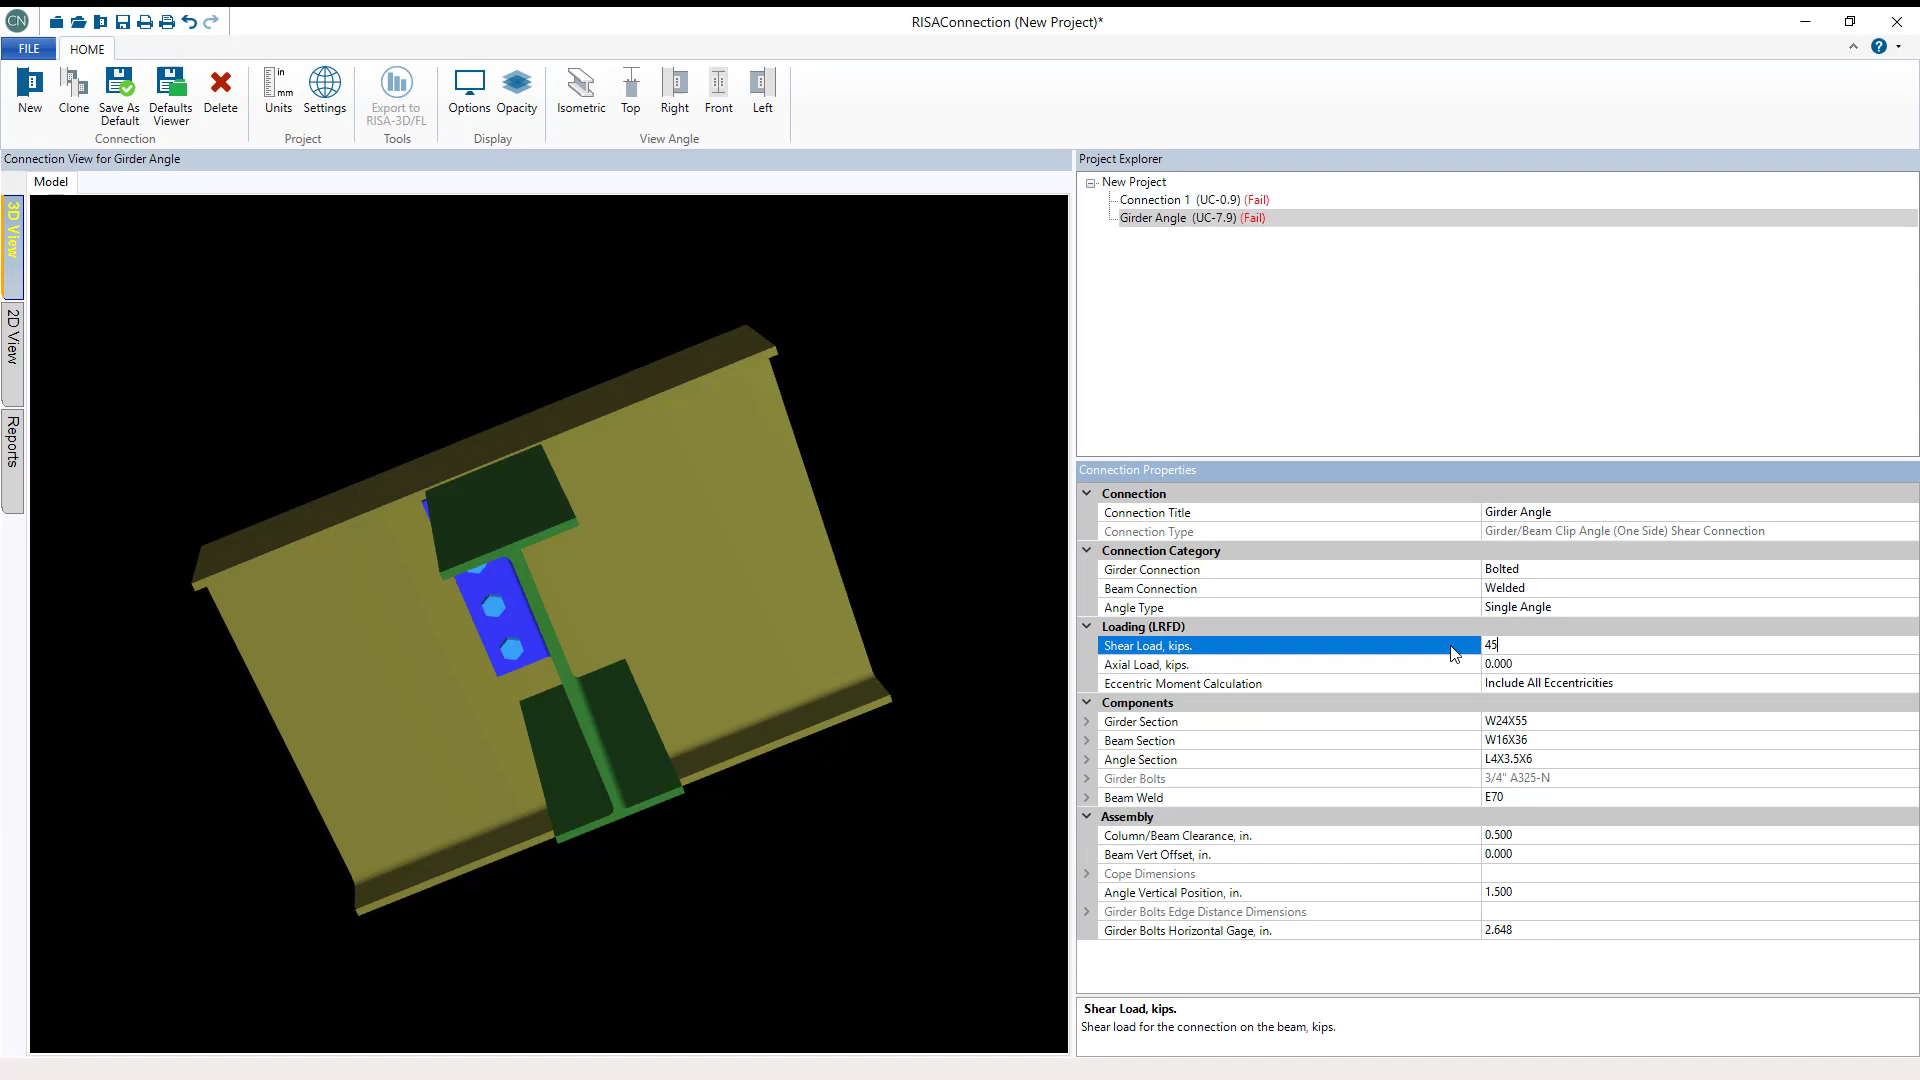 CN
RISAConnection (New Project)*
FILE
HOME
New
Clone
Save As Default
Defaults Viewer
Delete
in
mm
Units
Settings
Export to RISA-3D/FL
Options
Opacity
Isometric
Top
Right
Front
Left
Connection
Project
Tools
Display
View Angle
Connection View for Girder Angle
Model
3D View
2D View
Reports
Project Explorer
New Project
Connection 1 (UC-0.9) (Fail)
Girder Angle (UC-7.9) (Fail)
Connection Properties
Connection
Connection Title Girder Angle
Connection Type Girder/Beam Clip Angle (One Side) Shear Connection
Connection Category
Girder Connection Bolted
Beam Connection Welded
Angle Type Single Angle
Loading (LRFD)
Shear Load, kips. 45
Axial Load, kips. 0.000
Eccentric Moment Calculation Include All Eccentricities
Components
Girder Section W24X55
Beam Section W16X36
Angle Section L4X3.5X6
Girder Bolts 3/4" A325-N
Beam Weld E70
Assembly
Column/Beam Clearance, in. 0.500
Beam Vert Offset, in. 0.000
Cope Dimensions
Angle Vertical Position, in. 1.500
Girder Bolts Edge Distance Dimensions
Girder Bolts Horizontal Gage, in. 2.648
Shear Load, kips.
Shear load for the connection on the beam, kips.